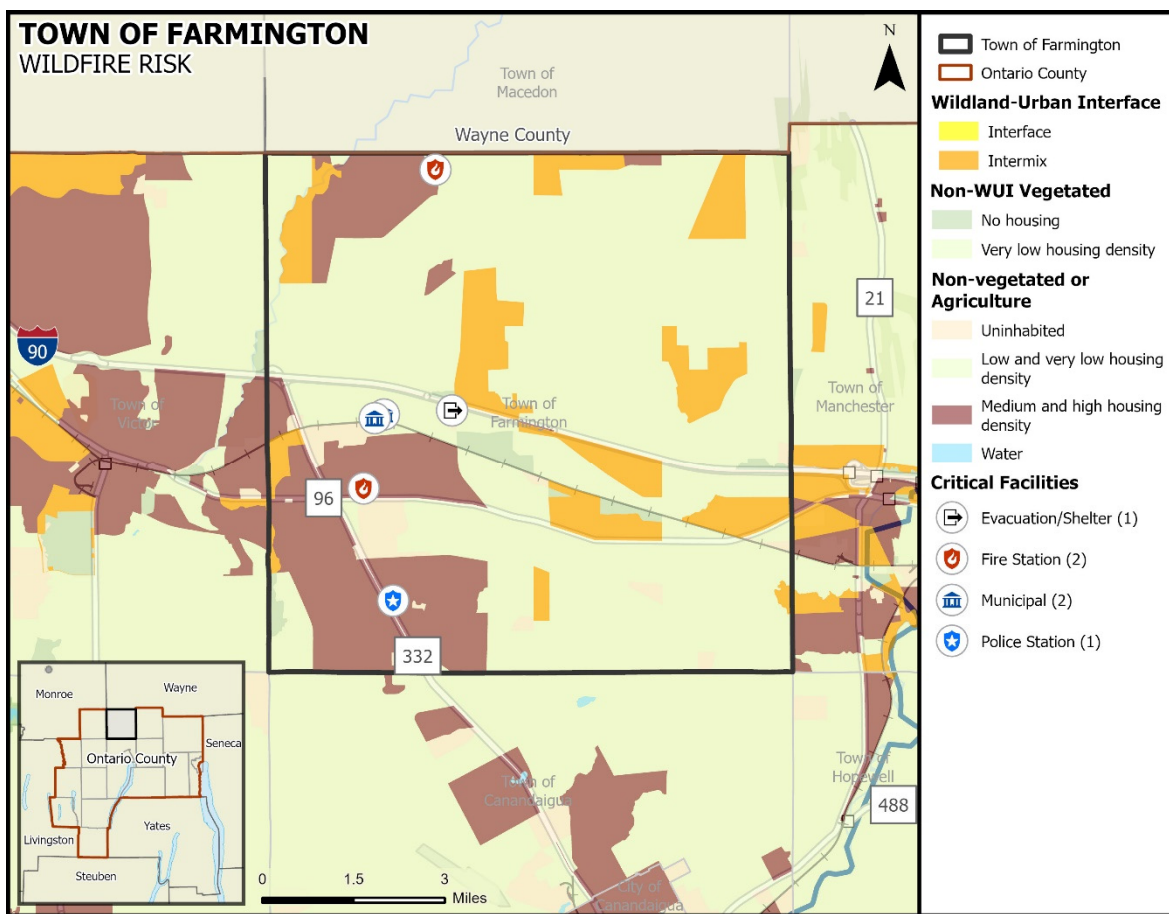 TOWN OF FARMINGTON
WILDFIRE RISK
N
Town of
Macedon
Wayne County
90
21
Town of
Victor
Town of
Farmington
Town of
Manchester
96
332
Town of
Canandaigua
Town of
Hopewell
488
City of
Canandaigua
Monroe
Wayne
Seneca
Ontario County
Livingston
Yates
Steuben
0 1.5 3
Miles
Town of Farmington
Ontario County
Wildland-Urban Interface
Interface
Intermix
Non-WUI Vegetated
No housing
Very low housing density
Non-vegetated or
Agriculture
Uninhabited
Low and very low housing
density
Medium and high housing
density
Water
Critical Facilities
Evacuation/Shelter (1)
Fire Station (2)
Municipal (2)
Police Station (1)